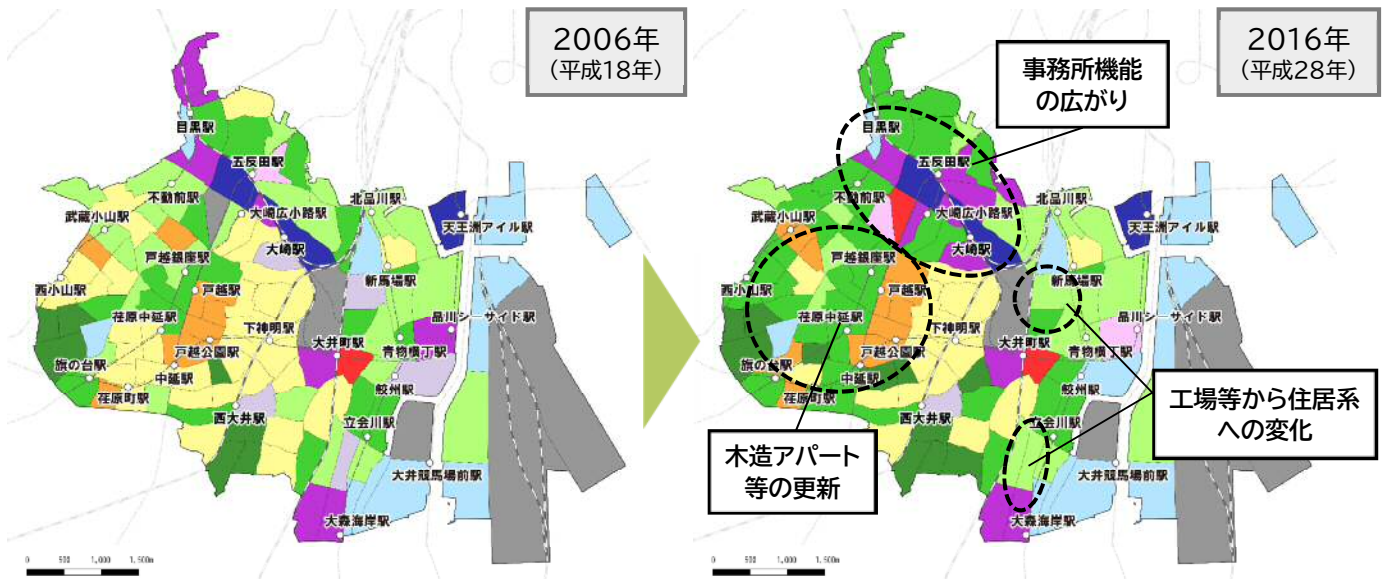 2006年
(平成18年)
目黒駅
五反田駅
不動前駅
武蔵小山駅
大崎広小路駅
北品川駅
天王洲アイル駅
大崎駅
戸越銀座駅
新馬場駅
西小山駅
戸越駅
荏原中延駅
下神明駅
品川シーサイド駅
大井町駅
青物横丁駅
戸越公園駅
旗の台駅
中延駅
鮫洲駅
荏原町駅
西大井駅
立会川駅
大井競馬場前駅
大森海岸駅
0 500 1,000 1,500m
2016年
(平成28年)
事務所機能
の広がり
目黒駅
五反田駅
不動前駅
武蔵小山駅
大崎広小路駅
北品川駅
天王洲アイル駅
大崎駅
戸越銀座駅
新馬場駅
西小山駅
戸越駅
荏原中延駅
下神明駅
品川シーサイド駅
大井町駅
青物横丁駅
戸越公園駅
旗の台駅
中延駅
鮫洲駅
荏原町駅
西大井駅
立会川駅
工場等から住居系
への変化
木造アパート
等の更新
大井競馬場前駅
大森海岸駅
0 500 1,000 1,500m